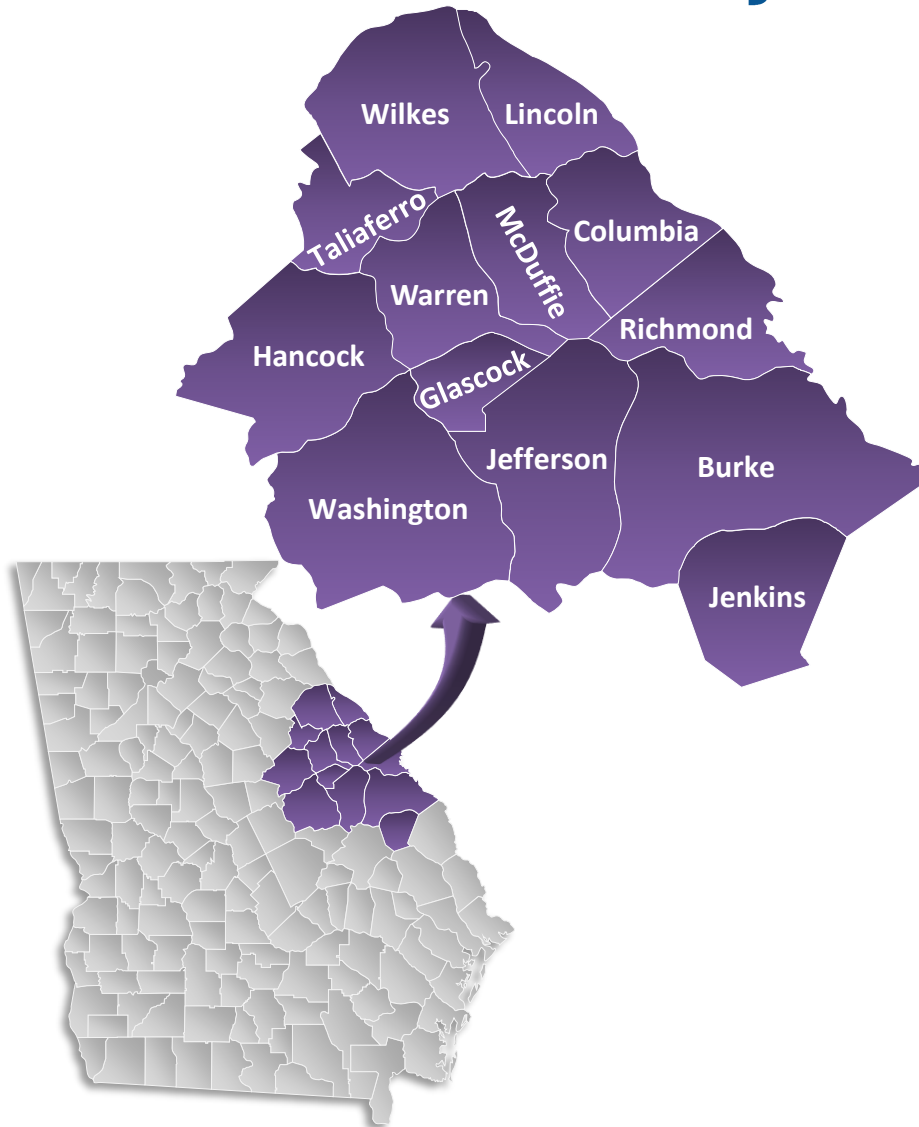 Wilkes
Lincoln
Taliaferro
McDuffie
Columbia
Warren
Richmond
Hancock
Glascock
Jefferson
Burke
Washington
Jenkins